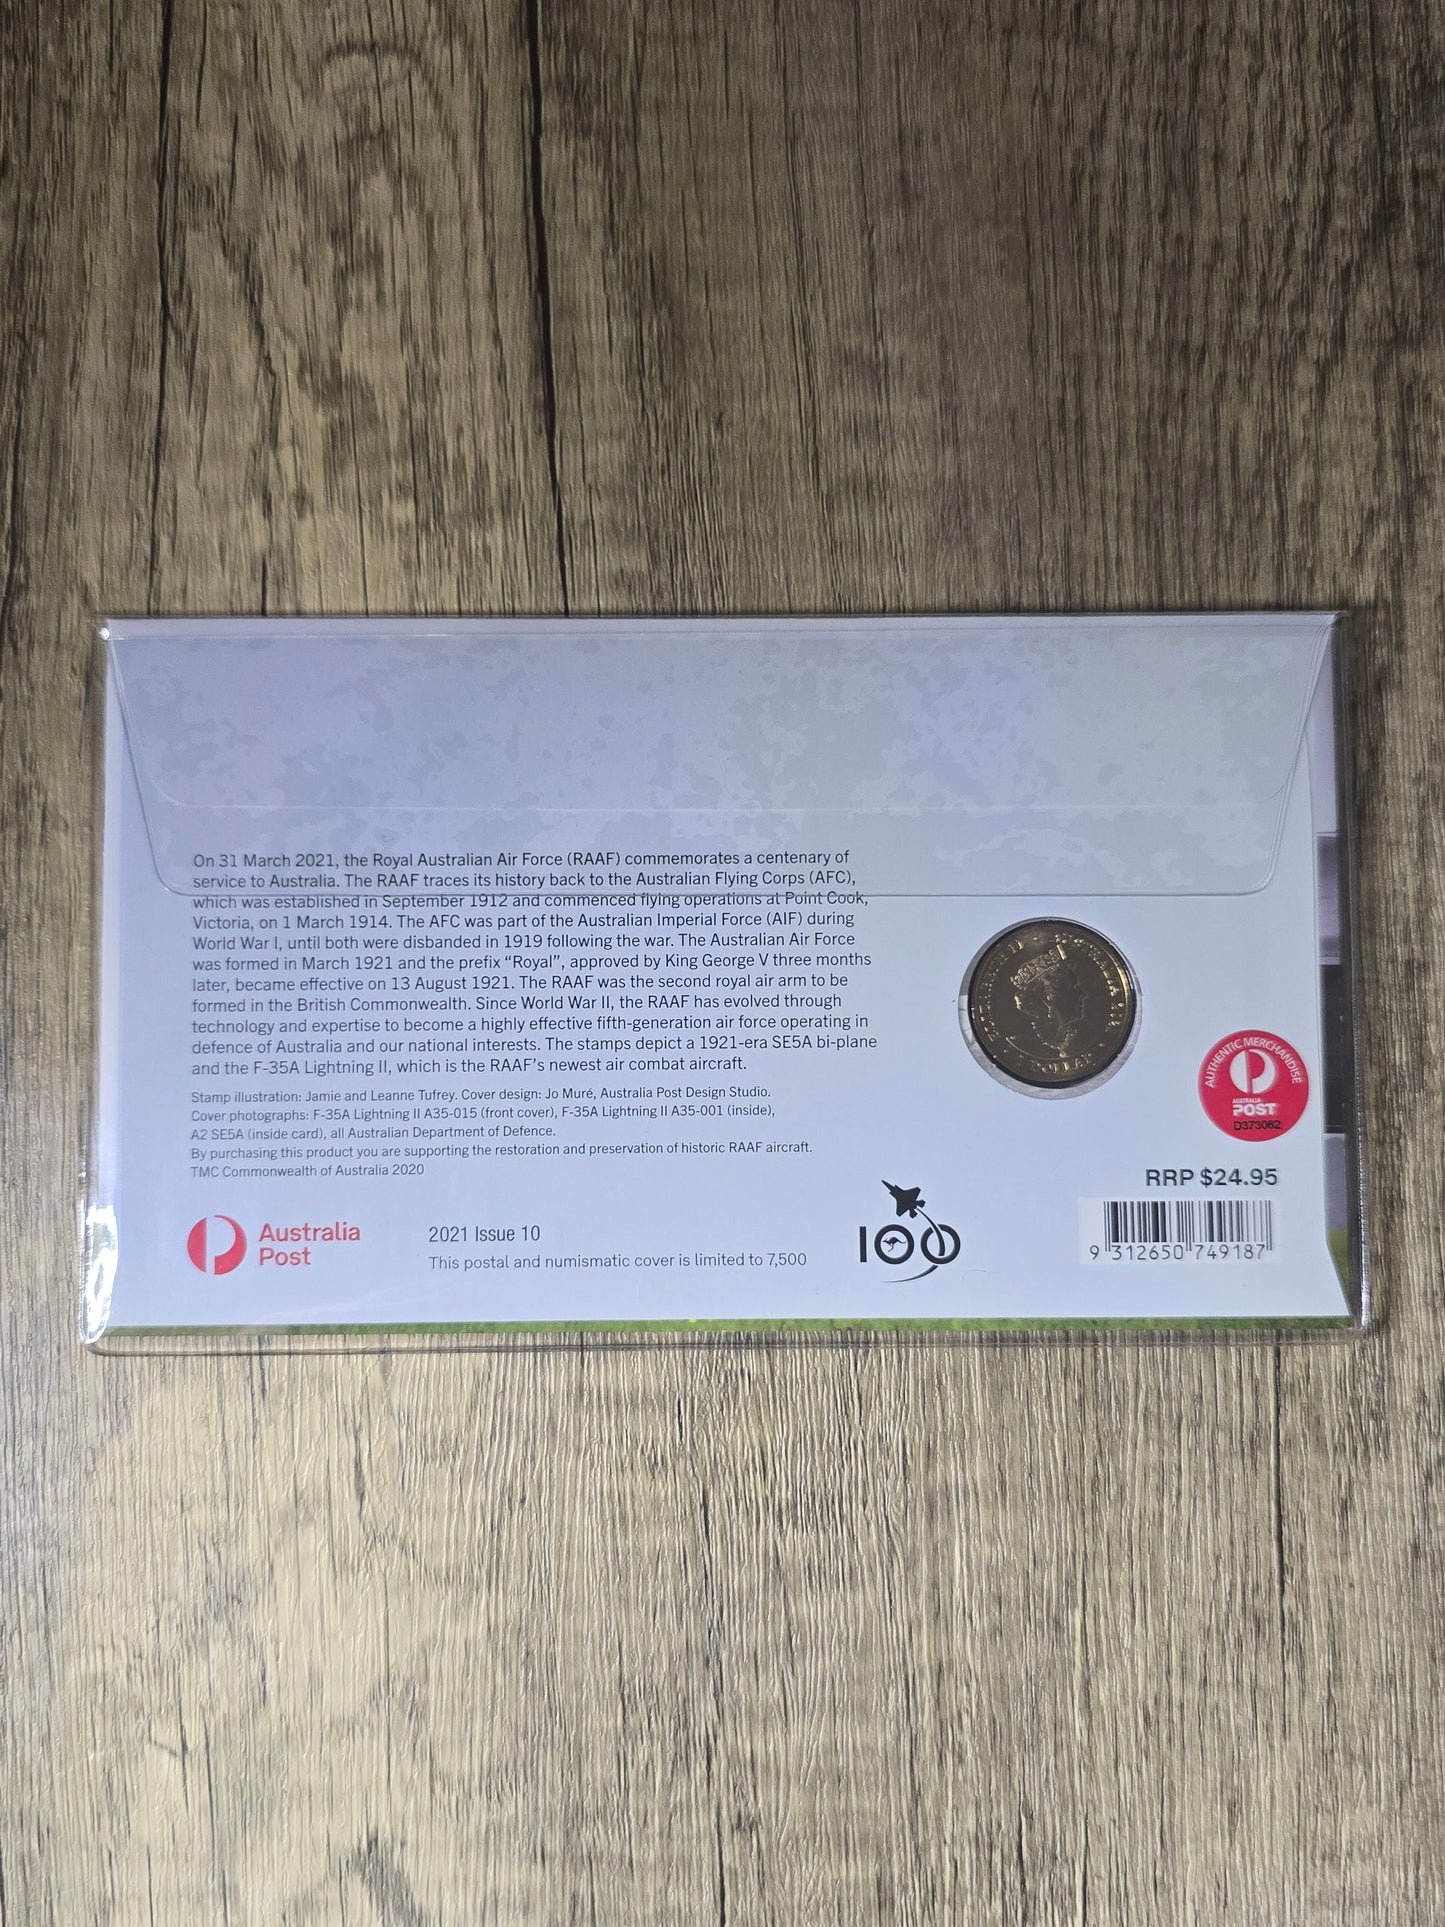 On 31 March 2021, the Royal Australian Air Force (RAAF) commemorates a centenary of
service to Australia. The RAAF traces its history back to the Australian Flying Corps (AFC),
which was established in September 1912 and commenced flying operations at Point Cook,
Victoria, on 1 March 1914. The AFC was part of the Australian Imperial Force (AIF) during
World War I, until both were disbanded in 1919 following the war. The Australian Air Force
was formed in March 1921 and the prefix “Royal”, approved by King George V three months
later, became effective on 13 August 1921. The RAAF was the second royal air arm to be
formed in the British Commonwealth. Since World War II, the RAAF has evolved through
technology and expertise to become a highly effective fifth-generation air force operating in
defence of Australia and our national interests. The stamps depict a 1921-era SE5A bi-plane
and the F-35A Lightning II, which is the RAAF’s newest air combat aircraft.
Stamp illustration: Jamie and Leanne Tufrey. Cover design: Jo Muré, Australia Post Design Studio.
Cover photographs: F-35A Lightning II A35-015 (front cover), F-35A Lightning II A35-001 (inside),
A2 SE5A (inside card), all Australian Department of Defence.
By purchasing this product you are supporting the restoration and preservation of historic RAAF aircraft.
TMC Commonwealth of Australia 2020
Australia
Post
2021 Issue 10
This postal and numismatic cover is limited to 7,500
100
ELIZABETH II
AUSTRALIA
DOLLAR
AUTHENTIC MERCHANDISE
AUSTRALIA
POST
D373062
RRP $24.95
9 312650 749187